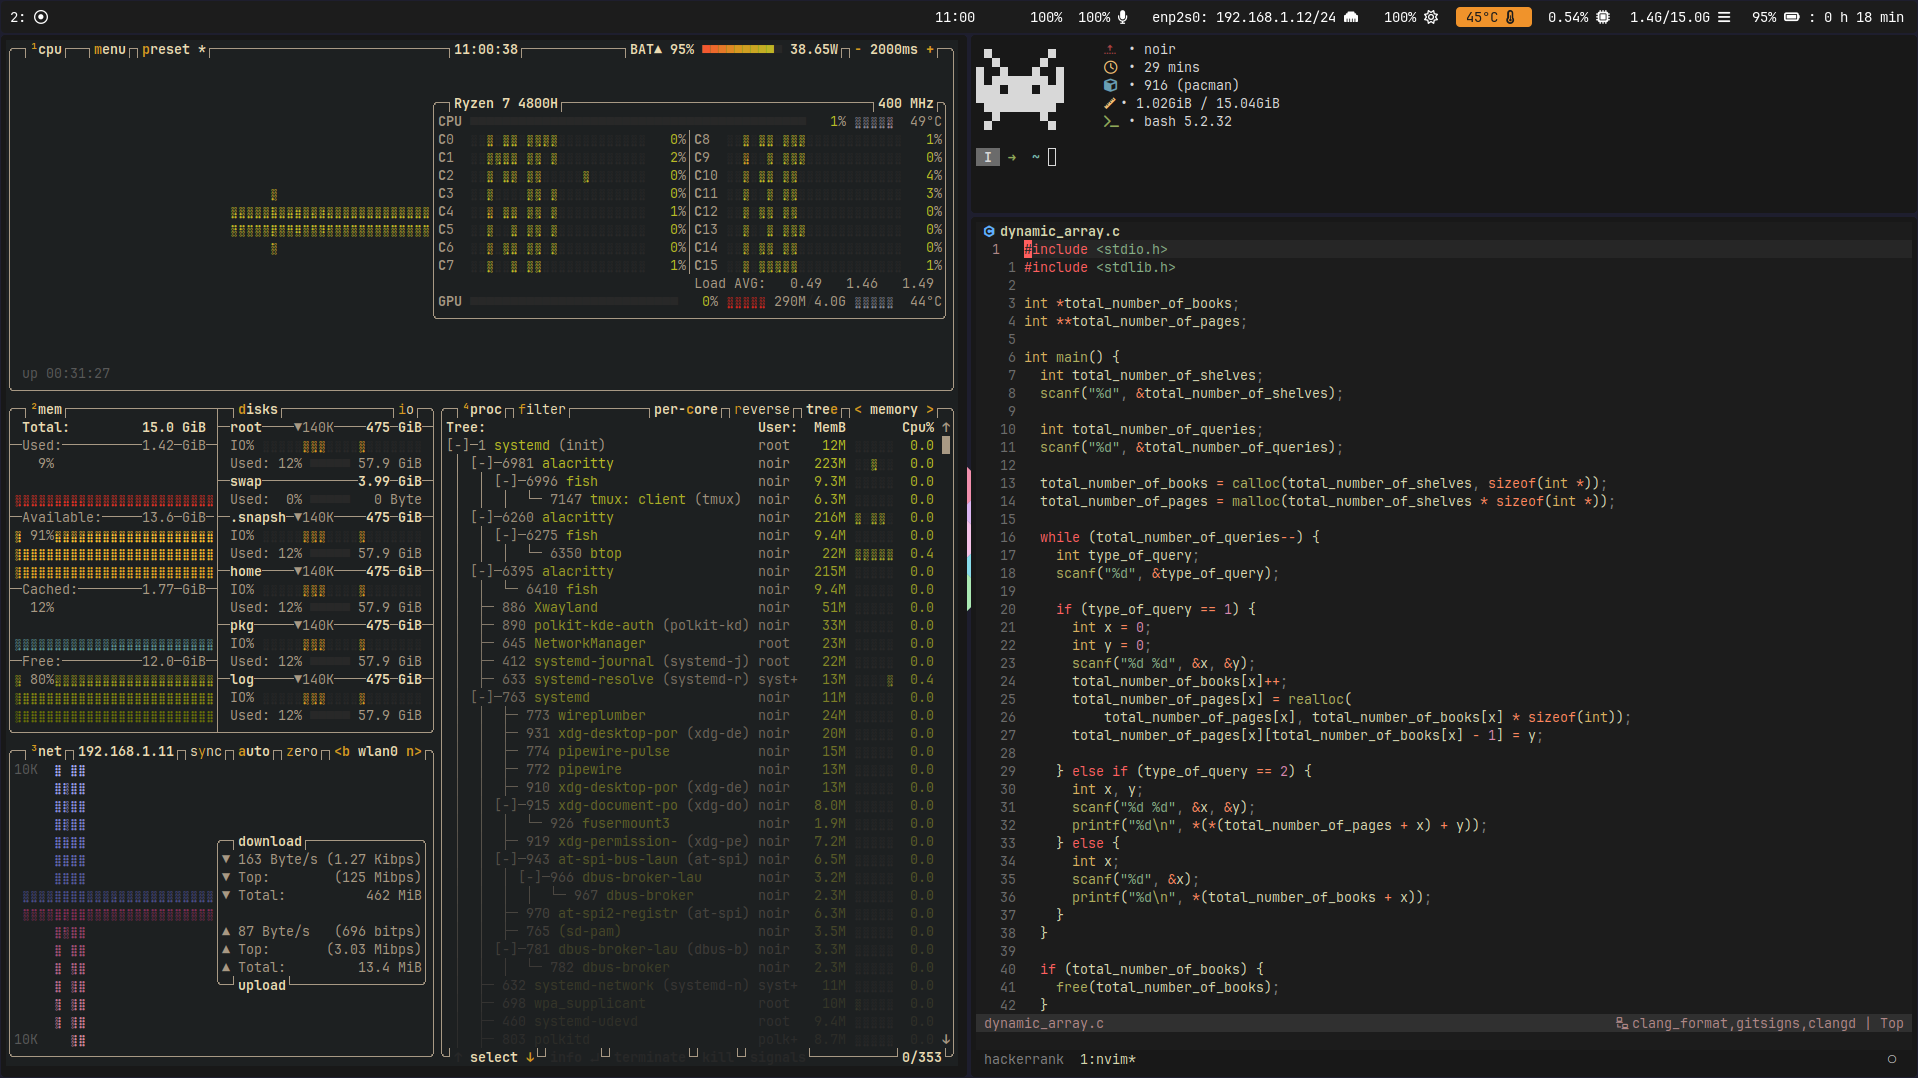 2:
11:00
100% 100% enp2s0: 192.168.1.12/24 100% 45°C 0.54% 1.4G/15.0G 95% : 0 h 18 min
¹cpu menu preset * 11:00:38 BAT▲ 95% 38.65W - 2000ms +
Ryzen 7 4800H 400 MHz
CPU 1% 49°C
C0 0% C8 1%
C1 2% C9 0%
C2 0% C10 4%
C3 0% C11 3%
C4 1% C12 0%
C5 0% C13 0%
C6 0% C14 0%
C7 1% C15 1%
Load AVG: 0.49 1.46 1.49
GPU 0% 290M 4.0G 44°C
up 00:31:27
²mem
Total: 15.0 GiB
Used: 1.42 GiB
9%
Available: 13.6 GiB
91%
Cached: 1.77 GiB
12%
Free: 12.0 GiB
80%
disks io
root ▼140K 475 GiB
IO%
Used: 12% 57.9 GiB
swap 3.99 GiB
Used: 0% 0 Byte
.snapsh ▼140K 475 GiB
IO%
Used: 12% 57.9 GiB
home ▼140K 475 GiB
IO%
Used: 12% 57.9 GiB
pkg ▼140K 475 GiB
IO%
Used: 12% 57.9 GiB
log ▼140K 475 GiB
IO%
Used: 12% 57.9 GiB
³net 192.168.1.11 sync auto zero <b wlan0 n>
10K
download
▼ 163 Byte/s (1.27 Kibps)
▼ Top: (125 Mibps)
▼ Total: 462 MiB
▲ 87 Byte/s (696 bitps)
▲ Top: (3.03 Mibps)
▲ Total: 13.4 MiB
upload
10K
⁴proc filter per-core reverse tree < memory >
Tree: User: MemB Cpu% ↑
[-]─1 systemd (init) root 12M 0.0
[-]─6981 alacritty noir 223M 0.0
[-]─6996 fish noir 9.3M 0.0
└─ 7147 tmux: client (tmux) noir 6.3M 0.0
[-]─6260 alacritty noir 216M 0.0
[-]─6275 fish noir 9.4M 0.0
└─ 6350 btop noir 22M 0.4
[-]─6395 alacritty noir 215M 0.0
└─ 6410 fish noir 9.4M 0.0
├─ 886 Xwayland noir 51M 0.0
├─ 890 polkit-kde-auth (polkit-kd) noir 33M 0.0
├─ 645 NetworkManager root 23M 0.0
├─ 412 systemd-journal (systemd-j) root 22M 0.0
├─ 633 systemd-resolve (systemd-r) syst+ 13M 0.4
[-]─763 systemd noir 11M 0.0
├─ 773 wireplumber noir 24M 0.0
├─ 931 xdg-desktop-por (xdg-de) noir 20M 0.0
├─ 774 pipewire-pulse noir 15M 0.0
├─ 772 pipewire noir 13M 0.0
├─ 910 xdg-desktop-por (xdg-de) noir 13M 0.0
[-]─915 xdg-document-po (xdg-do) noir 8.0M 0.0
└─ 926 fusermount3 noir 1.9M 0.0
├─ 919 xdg-permission- (xdg-pe) noir 7.2M 0.0
[-]─943 at-spi-bus-laun (at-spi) noir 6.5M 0.0
[-]─966 dbus-broker-lau noir 3.2M 0.0
└─ 967 dbus-broker noir 2.3M 0.0
├─ 970 at-spi2-registr (at-spi) noir 6.3M 0.0
├─ 765 (sd-pam) noir 3.5M 0.0
[-]─781 dbus-broker-lau (dbus-b) noir 3.3M 0.0
└─ 782 dbus-broker noir 2.3M 0.0
├─ 632 systemd-network (systemd-n) syst+ 11M 0.0
├─ 698 wpa_supplicant root 10M 0.0
├─ 460 systemd-udevd root 9.4M 0.0
├─ 803 polkitd polk+ 8.7M 0.0
↑ select ↓ info terminate kill signals 0/353
• noir
• 29 mins
• 916 (pacman)
• 1.02GiB / 15.04GiB
• bash 5.2.32
I → ~
dynamic_array.c
1 #include <stdio.h>
1 #include <stdlib.h>
2
3 int *total_number_of_books;
4 int **total_number_of_pages;
5
6 int main() {
7 int total_number_of_shelves;
8 scanf("%d", &total_number_of_shelves);
9
10 int total_number_of_queries;
11 scanf("%d", &total_number_of_queries);
12
13 total_number_of_books = calloc(total_number_of_shelves, sizeof(int *));
14 total_number_of_pages = malloc(total_number_of_shelves * sizeof(int *));
15
16 while (total_number_of_queries--) {
17 int type_of_query;
18 scanf("%d", &type_of_query);
19
20 if (type_of_query == 1) {
21 int x = 0;
22 int y = 0;
23 scanf("%d %d", &x, &y);
24 total_number_of_books[x]++;
25 total_number_of_pages[x] = realloc(
26 total_number_of_pages[x], total_number_of_books[x] * sizeof(int));
27 total_number_of_pages[x][total_number_of_books[x] - 1] = y;
28
29 } else if (type_of_query == 2) {
30 int x, y;
31 scanf("%d %d", &x, &y);
32 printf("%d\n", *(*(total_number_of_pages + x) + y));
33 } else {
34 int x;
35 scanf("%d", &x);
36 printf("%d\n", *(total_number_of_books + x));
37 }
38 }
39
40 if (total_number_of_books) {
41 free(total_number_of_books);
42 }
dynamic_array.c clang_format,gitsigns,clangd | Top
hackerrank 1:nvim*